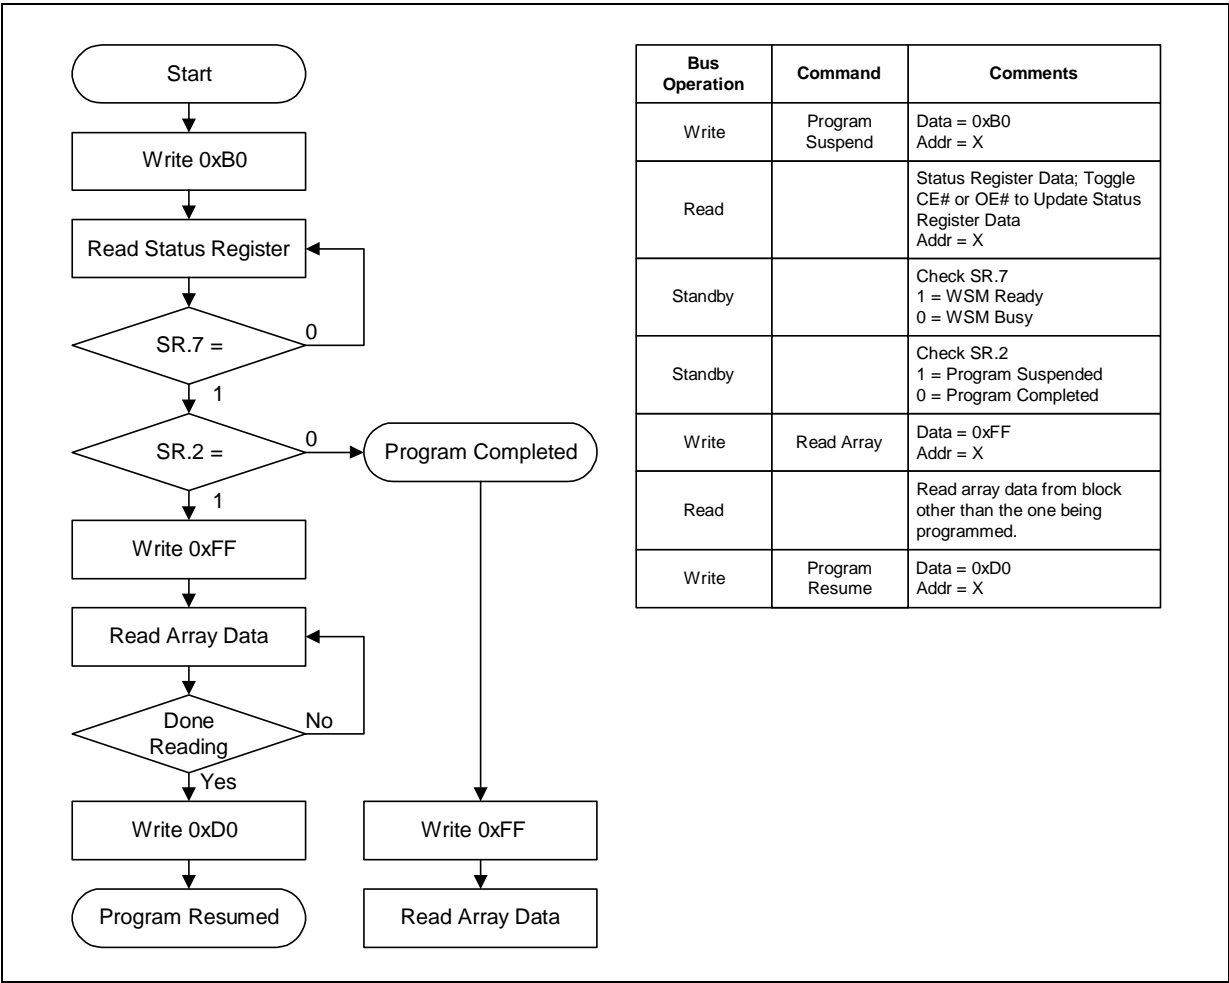 Start
Write 0xB0
Read Status Register
SR.7 =
0
1
SR.2 =
0
Program Completed
1
Write 0xFF
Read Array Data
Done
Reading
No
Yes
Write 0xD0
Write 0xFF
Program Resumed
Read Array Data
Bus
Operation
Command
Comments
Write
Program
Suspend
Data = 0xB0
Addr = X
Read
Status Register Data; Toggle
CE# or OE# to Update Status
Register Data
Addr = X
Standby
Check SR.7
1 = WSM Ready
0 = WSM Busy
Standby
Check SR.2
1 = Program Suspended
0 = Program Completed
Write
Read Array
Data = 0xFF
Addr = X
Read
Read array data from block
other than the one being
programmed.
Write
Program
Resume
Data = 0xD0
Addr = X